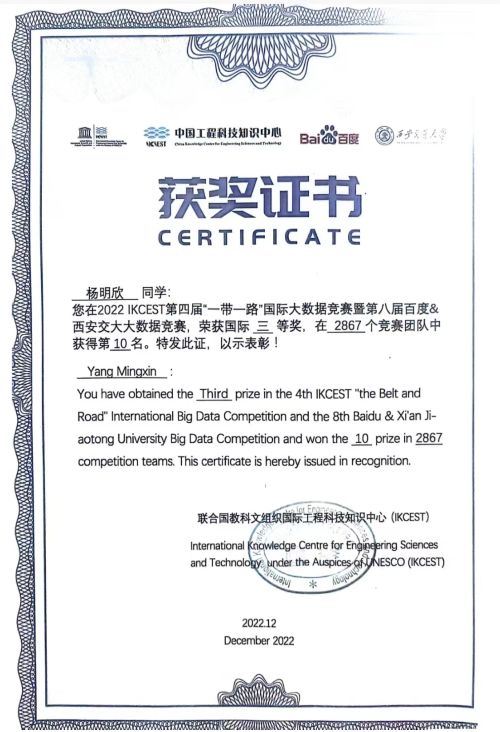 IKCEST
中国工程科技知识中心
China Knowledge Centre for Engineering Sciences and Technology
Bai du 百度
西安交通大学
获奖证书
CERTIFICATE
杨明欣 同学:
您在2022 IKCEST第四届“一带一路”国际大数据竞赛暨第八届百度&
西安交大大数据竞赛,荣获国际 三 等奖,在 2867个竞赛团队中
获得第 10 名。特发此证,以示表彰!
Yang Mingxin :
You have obtained the Third prize in the 4th IKCEST "the Belt and
Road" International Big Data Competition and the 8th Baidu & Xi'an Ji-
aotong University Big Data Competition and won the 10 prize in 2867
competition teams. This certificate is hereby issued in recognition.
联合国教科文组织国际工程科技知识中心 (IKCEST)
International Knowledge Centre for Engineering Sciences
and Technology, under the Auspices of UNESCO (IKCEST)
2022.12
December 2022